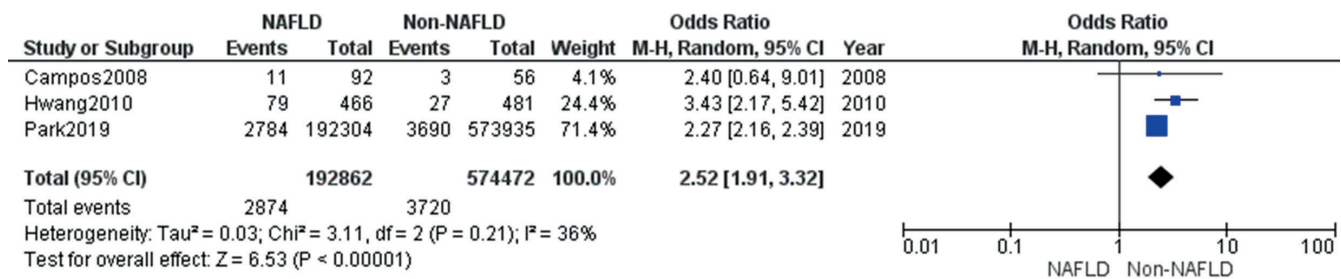 NAFLD Non-NAFLD Odds Ratio Odds Ratio
Study or Subgroup Events Total Events Total Weight M-H, Random, 95% CI Year M-H, Random, 95% CI
Campos2008 11 92 3 56 4.1% 2.40 [0.64, 9.01] 2008
Hwang2010 79 466 27 481 24.4% 3.43 [2.17, 5.42] 2010
Park2019 2784 192304 3690 573935 71.4% 2.27 [2.16, 2.39] 2019
Total (95% CI) 192862 574472 100.0% 2.52 [1.91, 3.32]
Total events 2874 3720
Heterogeneity: Tau² = 0.03; Chi² = 3.11, df = 2 (P = 0.21); I² = 36%
Test for overall effect: Z = 6.53 (P < 0.00001)
0.01 0.1 1 10 100
NAFLD Non-NAFLD